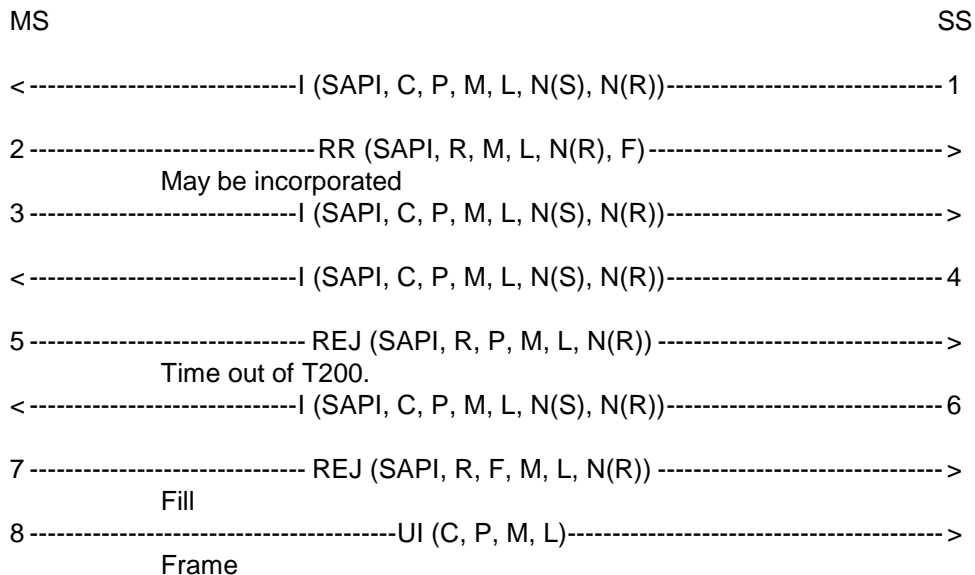 MS SS
< ------------------------------I (SAPI, C, P, M, L, N(S), N(R))------------------------------- 1
2 --------------------------------RR (SAPI, R, M, L, N(R), F)--------------------------------- >
May be incorporated
3 ------------------------------I (SAPI, C, P, M, L, N(S), N(R))------------------------------- >
< ------------------------------I (SAPI, C, P, M, L, N(S), N(R))------------------------------- 4
5 ------------------------------- REJ (SAPI, R, P, M, L, N(R)) -------------------------------- >
Time out of T200.
< ------------------------------I (SAPI, C, P, M, L, N(S), N(R))------------------------------- 6
7 ------------------------------- REJ (SAPI, R, F, M, L, N(R)) -------------------------------- >
Fill
8 -----------------------------------------UI (C, P, M, L)------------------------------------------ >
Frame